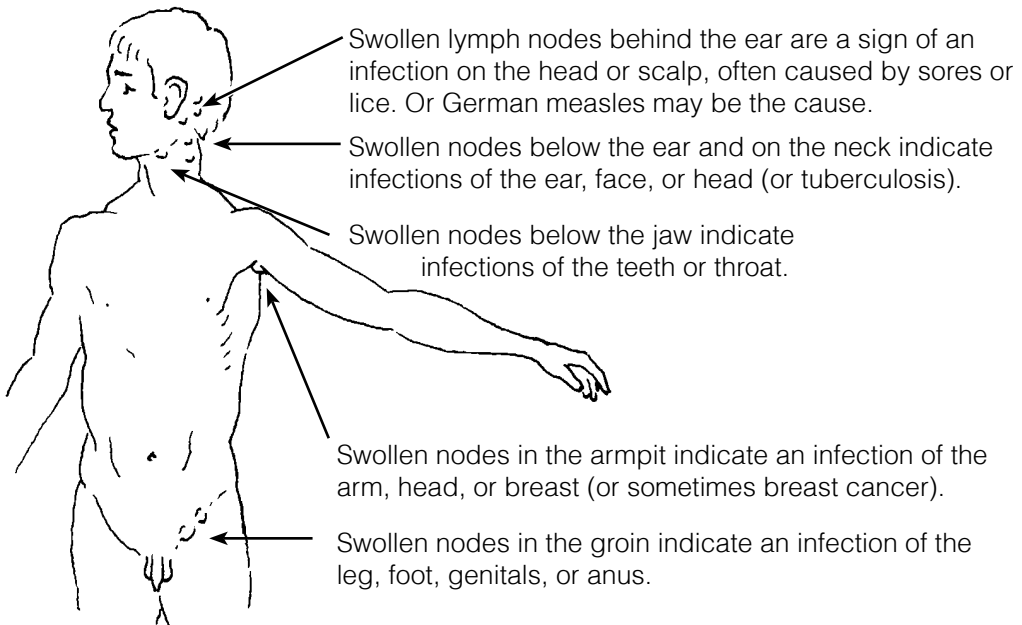 Swollen lymph nodes behind the ear are a sign of an
infection on the head or scalp, often caused by sores or
lice. Or German measles may be the cause.
Swollen nodes below the ear and on the neck indicate
infections of the ear, face, or head (or tuberculosis).
Swollen nodes below the jaw indicate
infections of the teeth or throat.
Swollen nodes in the armpit indicate an infection of the
arm, head, or breast (or sometimes breast cancer).
Swollen nodes in the groin indicate an infection of the
leg, foot, genitals, or anus.